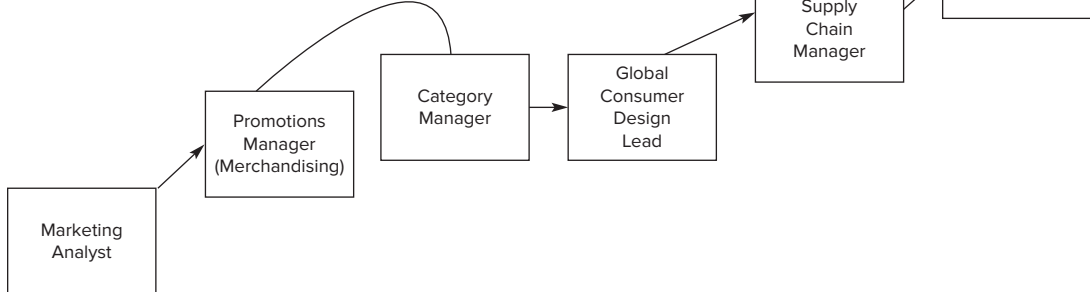 Supply
Chain
Manager
Global
Consumer
Design
Lead
Category
Manager
Promotions
Manager
(Merchandising)
Marketing
Analyst